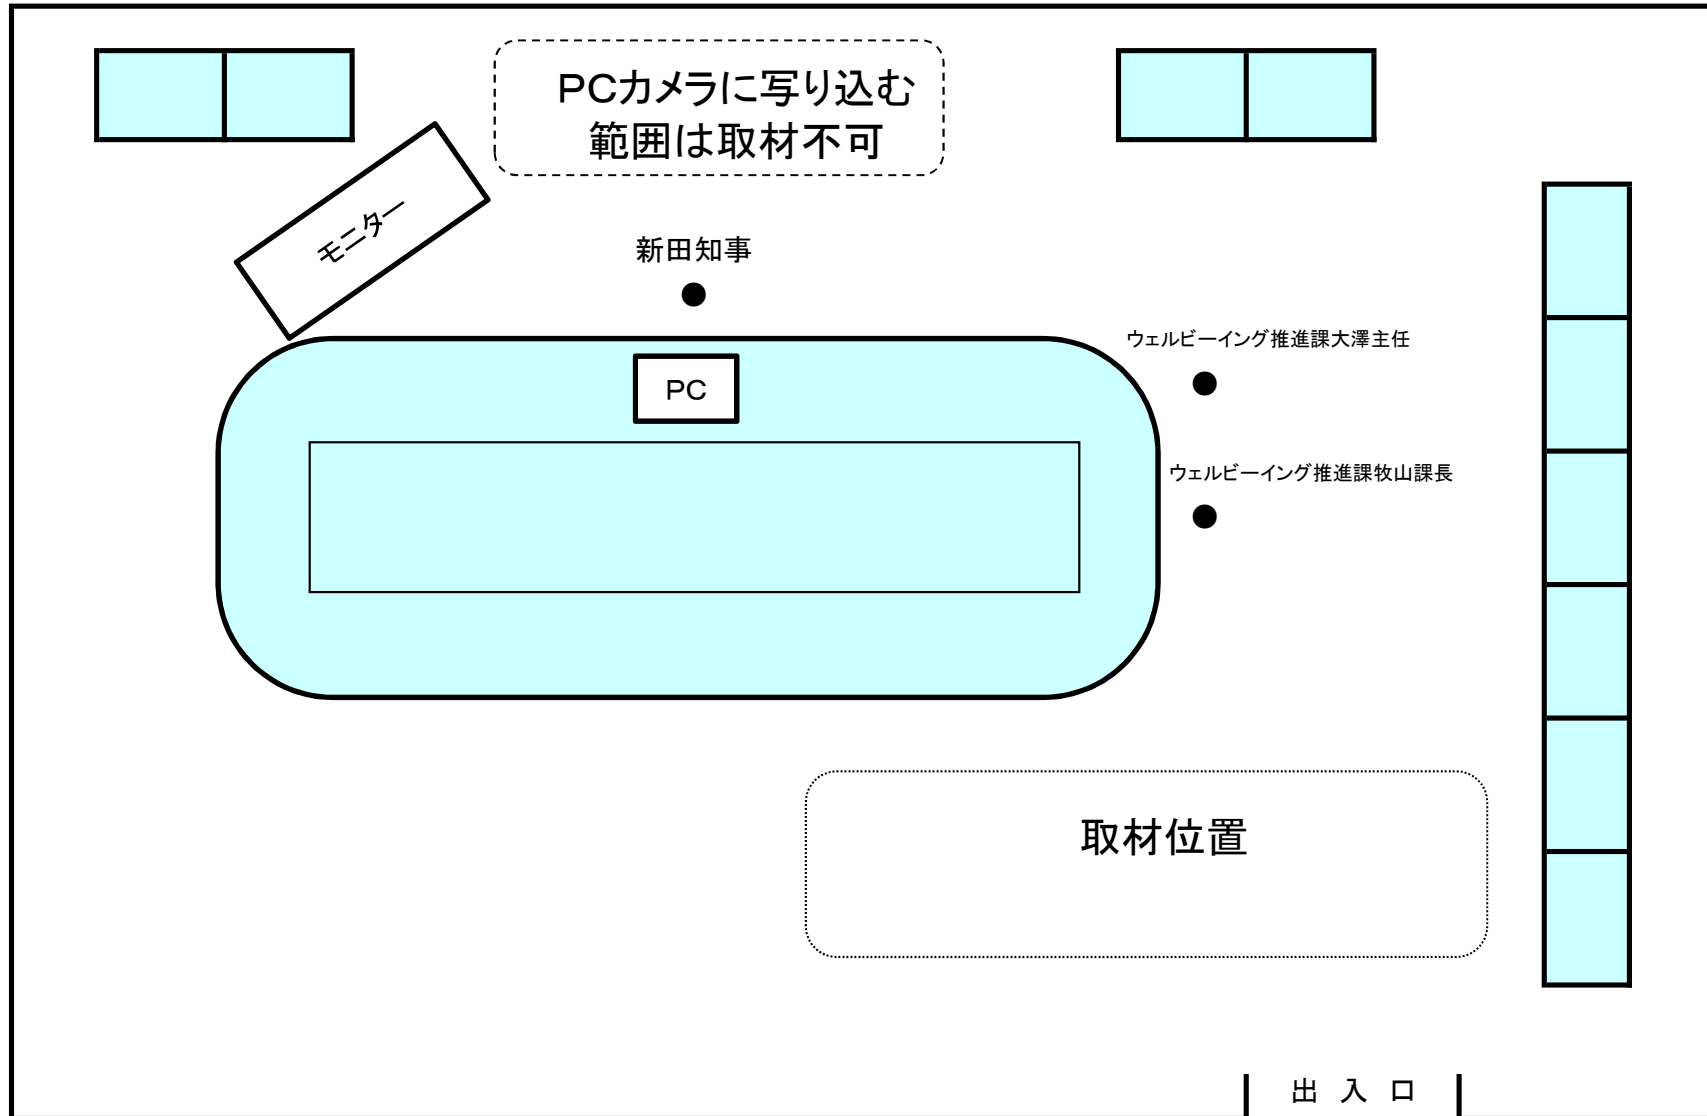 PCカメラに写り込む
範囲は取材不可
モニター
新田知事
ウェルビーイング推進課大澤主任
PC
ウェルビーイング推進課牧山課長
取材位置
出 入 口